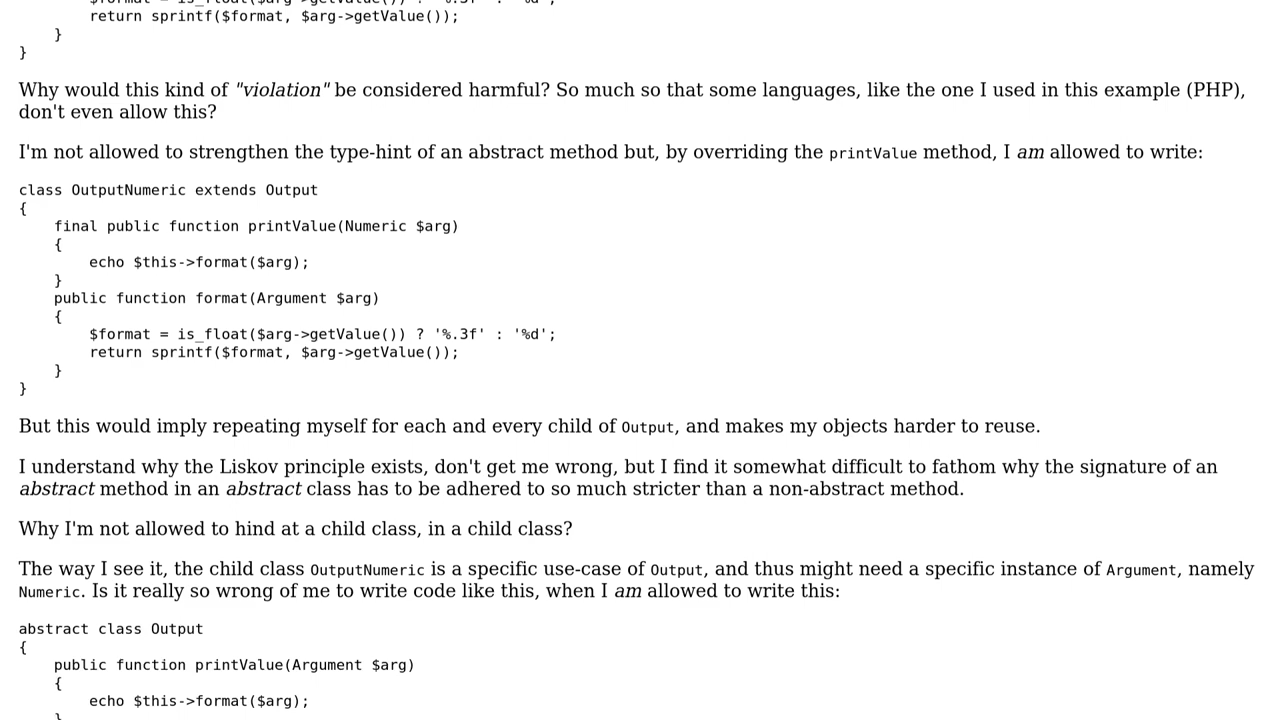 $format = is_float($arg->getValue()) ? '%.3f' : '%d';
        return sprintf($format, $arg->getValue());
    }
}
Why would this kind of "violation" be considered harmful? So much so that some languages, like the one I used in this example (PHP),
don't even allow this?
I'm not allowed to strengthen the type-hint of an abstract method but, by overriding the printValue method, I am allowed to write:
class OutputNumeric extends Output
{
    final public function printValue(Numeric $arg)
    {
        echo $this->format($arg);
    }
    public function format(Argument $arg)
    {
        $format = is_float($arg->getValue()) ? '%.3f' : '%d';
        return sprintf($format, $arg->getValue());
    }
}
But this would imply repeating myself for each and every child of Output, and makes my objects harder to reuse.
I understand why the Liskov principle exists, don't get me wrong, but I find it somewhat difficult to fathom why the signature of an
abstract method in an abstract class has to be adhered to so much stricter than a non-abstract method.
Why I'm not allowed to hind at a child class, in a child class?
The way I see it, the child class OutputNumeric is a specific use-case of Output, and thus might need a specific instance of Argument, namely
Numeric. Is it really so wrong of me to write code like this, when I am allowed to write this:
abstract class Output
{
    public function printValue(Argument $arg)
    {
        echo $this->format($arg);
    }